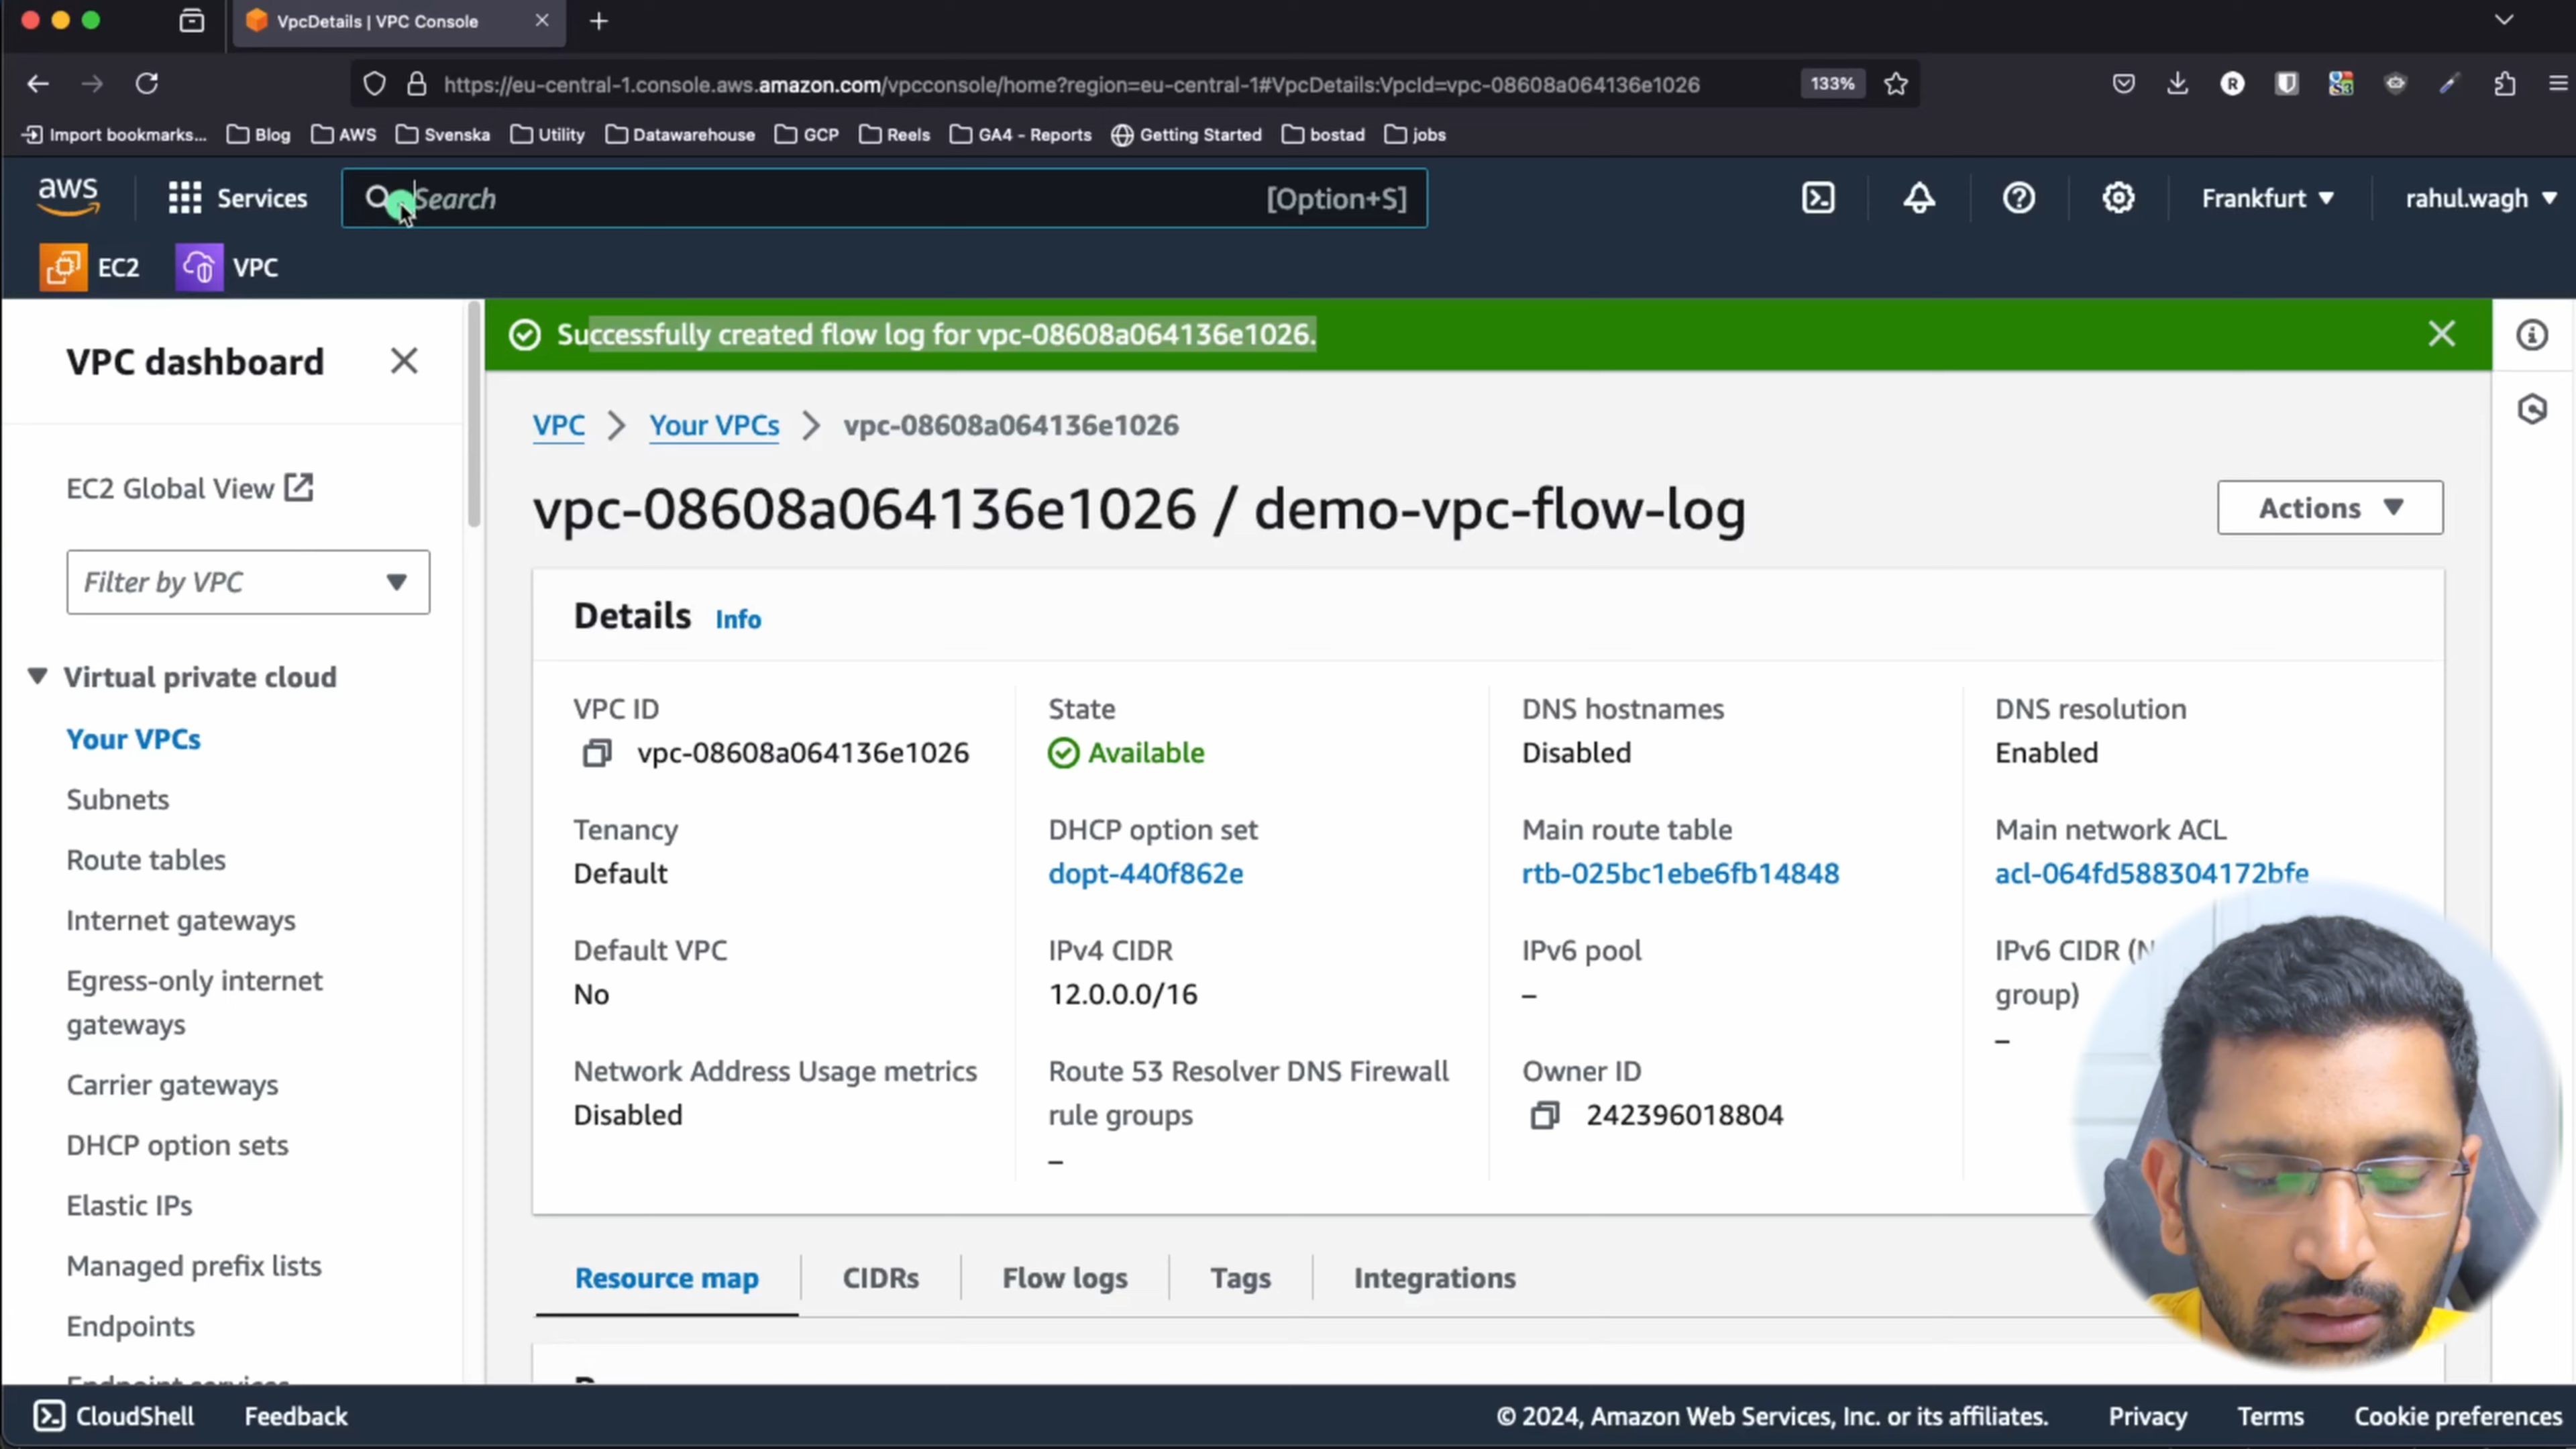 VpcDetails | VPC Console
https://eu-central-1.console.aws.amazon.com/vpcconsole/home?region=eu-central-1#VpcDetails:VpcId=vpc-08608a064136e1026
133%
Import bookmarks... Blog AWS Svenska Utility Datawarehouse GCP Reels GA4 - Reports Getting Started bostad jobs
aws Services Search [Option+S] Frankfurt rahul.wagh
EC2 VPC
VPC dashboard
EC2 Global View
Filter by VPC
Virtual private cloud
Your VPCs
Subnets
Route tables
Internet gateways
Egress-only internet
gateways
Carrier gateways
DHCP option sets
Elastic IPs
Managed prefix lists
Endpoints
Endpoint services
Successfully created flow log for vpc-08608a064136e1026.
VPC Your VPCs vpc-08608a064136e1026
vpc-08608a064136e1026 / demo-vpc-flow-log
Actions
Details Info
VPC ID
vpc-08608a064136e1026
State
Available
DNS hostnames
Disabled
DNS resolution
Enabled
Tenancy
Default
DHCP option set
dopt-440f862e
Main route table
rtb-025bc1ebe6fb14848
Main network ACL
acl-064fd588304172bfe
Default VPC
No
IPv4 CIDR
12.0.0.0/16
IPv6 pool
–
IPv6 CIDR (N
group)
–
Network Address Usage metrics
Disabled
Route 53 Resolver DNS Firewall
rule groups
–
Owner ID
242396018804
Resource map CIDRs Flow logs Tags Integrations
CloudShell Feedback © 2024, Amazon Web Services, Inc. or its affiliates. Privacy Terms Cookie preferences